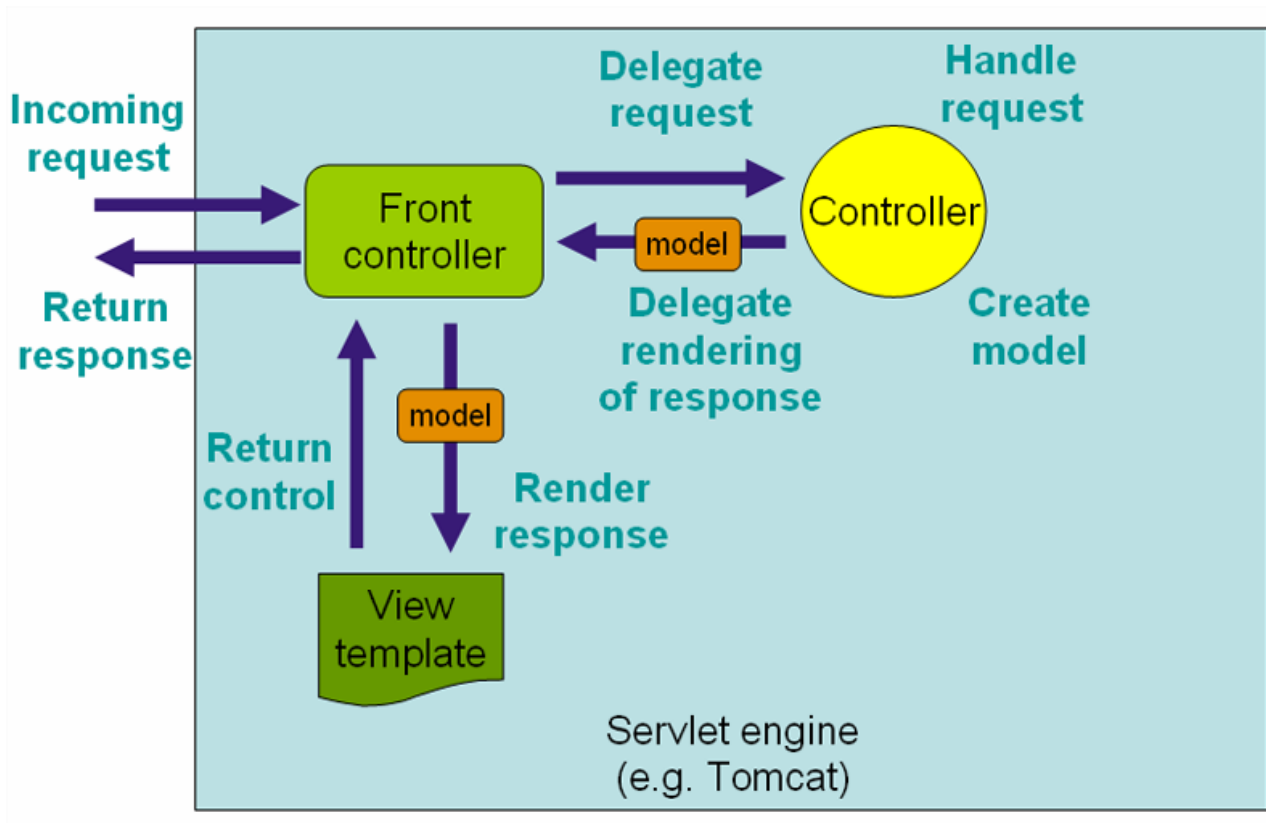 Incoming
request
Delegate
request
Handle
request
Front
controller
Controller
model
Return
response
Delegate
rendering
of response
Create
model
model
Return
control
Render
response
View
template
Servlet engine
(e.g. Tomcat)